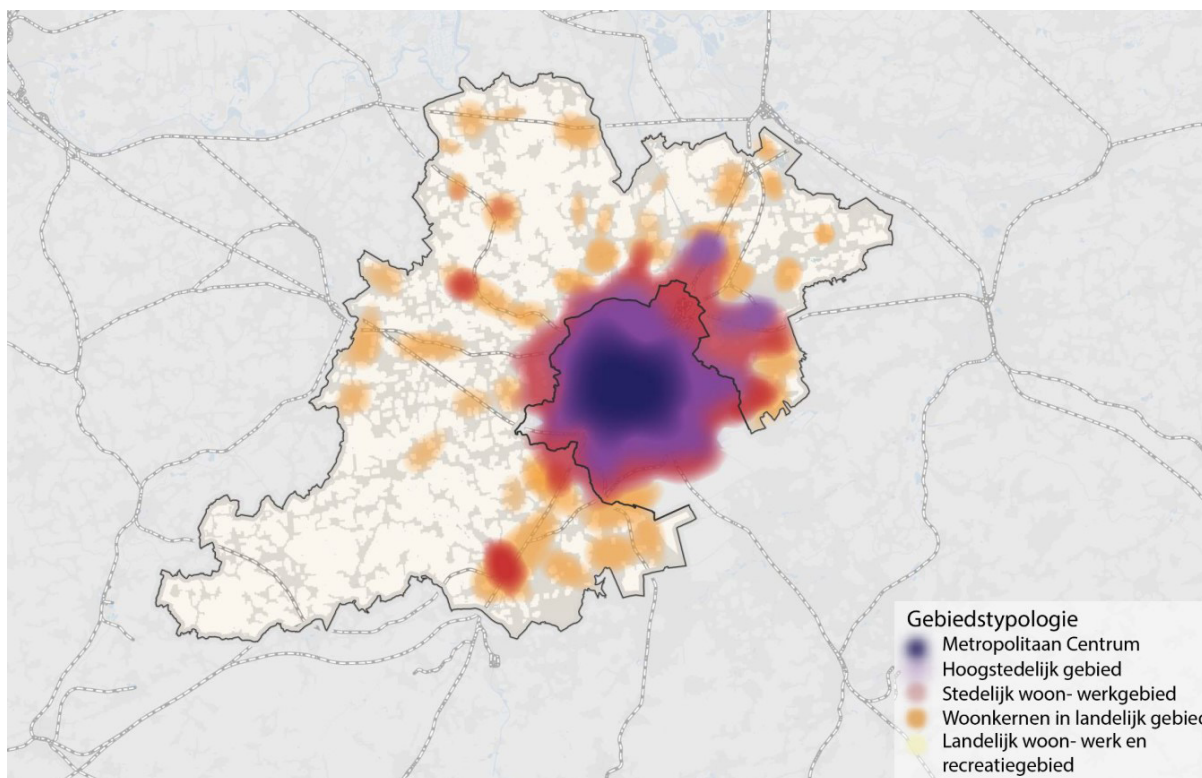 Gebiedstypologie
Metropolitaan Centrum
Hoogstedelijk gebied
Stedelijk woon- werkgebied
Woonkernen in landelijk gebied
Landelijk woon- werk en
recreatiegebied